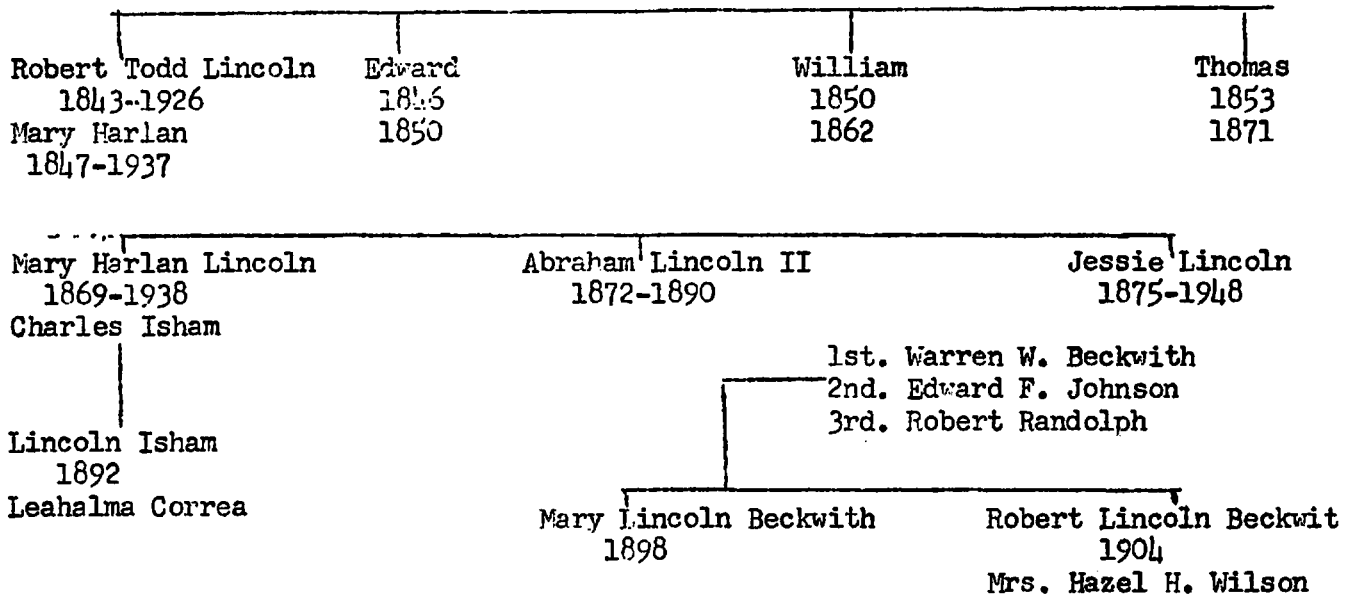 Robert Todd Lincoln Edward William Thomas
1843-1926 1846 1850 1853
Mary Harlan 1850 1862 1871
1847-1937
Mary Harlan Lincoln Abraham Lincoln II Jessie Lincoln
1869-1938 1872-1890 1875-1948
Charles Isham
1st. Warren W. Beckwith
2nd. Edward F. Johnson
3rd. Robert Randolph
Lincoln Isham
1892
Leahalma Correa
Mary Lincoln Beckwith Robert Lincoln Beckwit
1898 1904
Mrs. Hazel H. Wilson